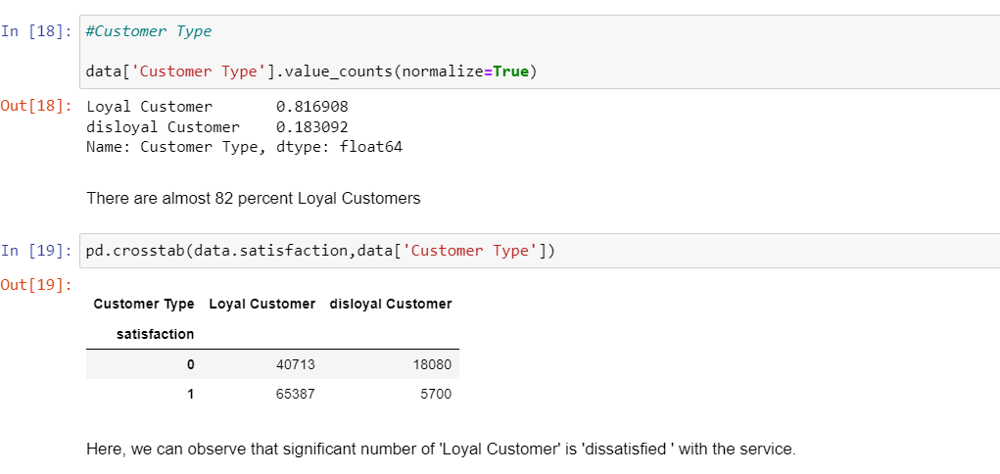 In [18]: #Customer Type
data['Customer Type'].value_counts(normalize=True)
Out[18]: Loyal Customer 0.816908
disloyal Customer 0.183092
Name: Customer Type, dtype: float64
There are almost 82 percent Loyal Customers
In [19]: pd.crosstab(data.satisfaction,data['Customer Type'])
Out[19]:
Customer Type Loyal Customer disloyal Customer
satisfaction
0 40713 18080
1 65387 5700
Here, we can observe that significant number of 'Loyal Customer' is 'dissatisfied ' with the service.